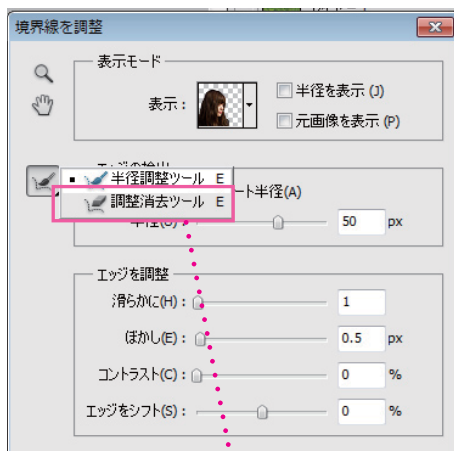 境界線を調整
表示モード
表示：
半径を表示 (J)
元画像を表示 (P)
半径調整ツール E
ート半径(A)
調整消去ツール E
50 px
エッジを調整
滑らかに(H)： 1
ぼかし(E)： 0.5 px
コントラスト(C)： 0 %
エッジをシフト(S)： 0 %